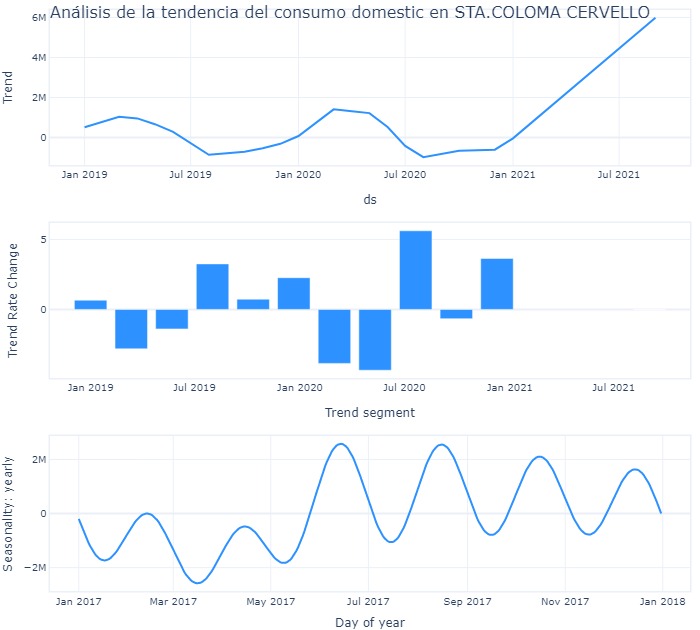 Análisis de la tendencia del consumo domestic en STA.COLOMA CERVELLO
6M
4M
2M
0
Trend
Jan 2019
Jul 2019
Jan 2020
Jul 2020
Jan 2021
Jul 2021
ds
5
0
Trend Rate Change
Jan 2019
Jul 2019
Jan 2020
Jul 2020
Jan 2021
Jul 2021
Trend segment
2M
0
−2M
Seasonality: yearly
Jan 2017
Mar 2017
May 2017
Jul 2017
Sep 2017
Nov 2017
Jan 2018
Day of year